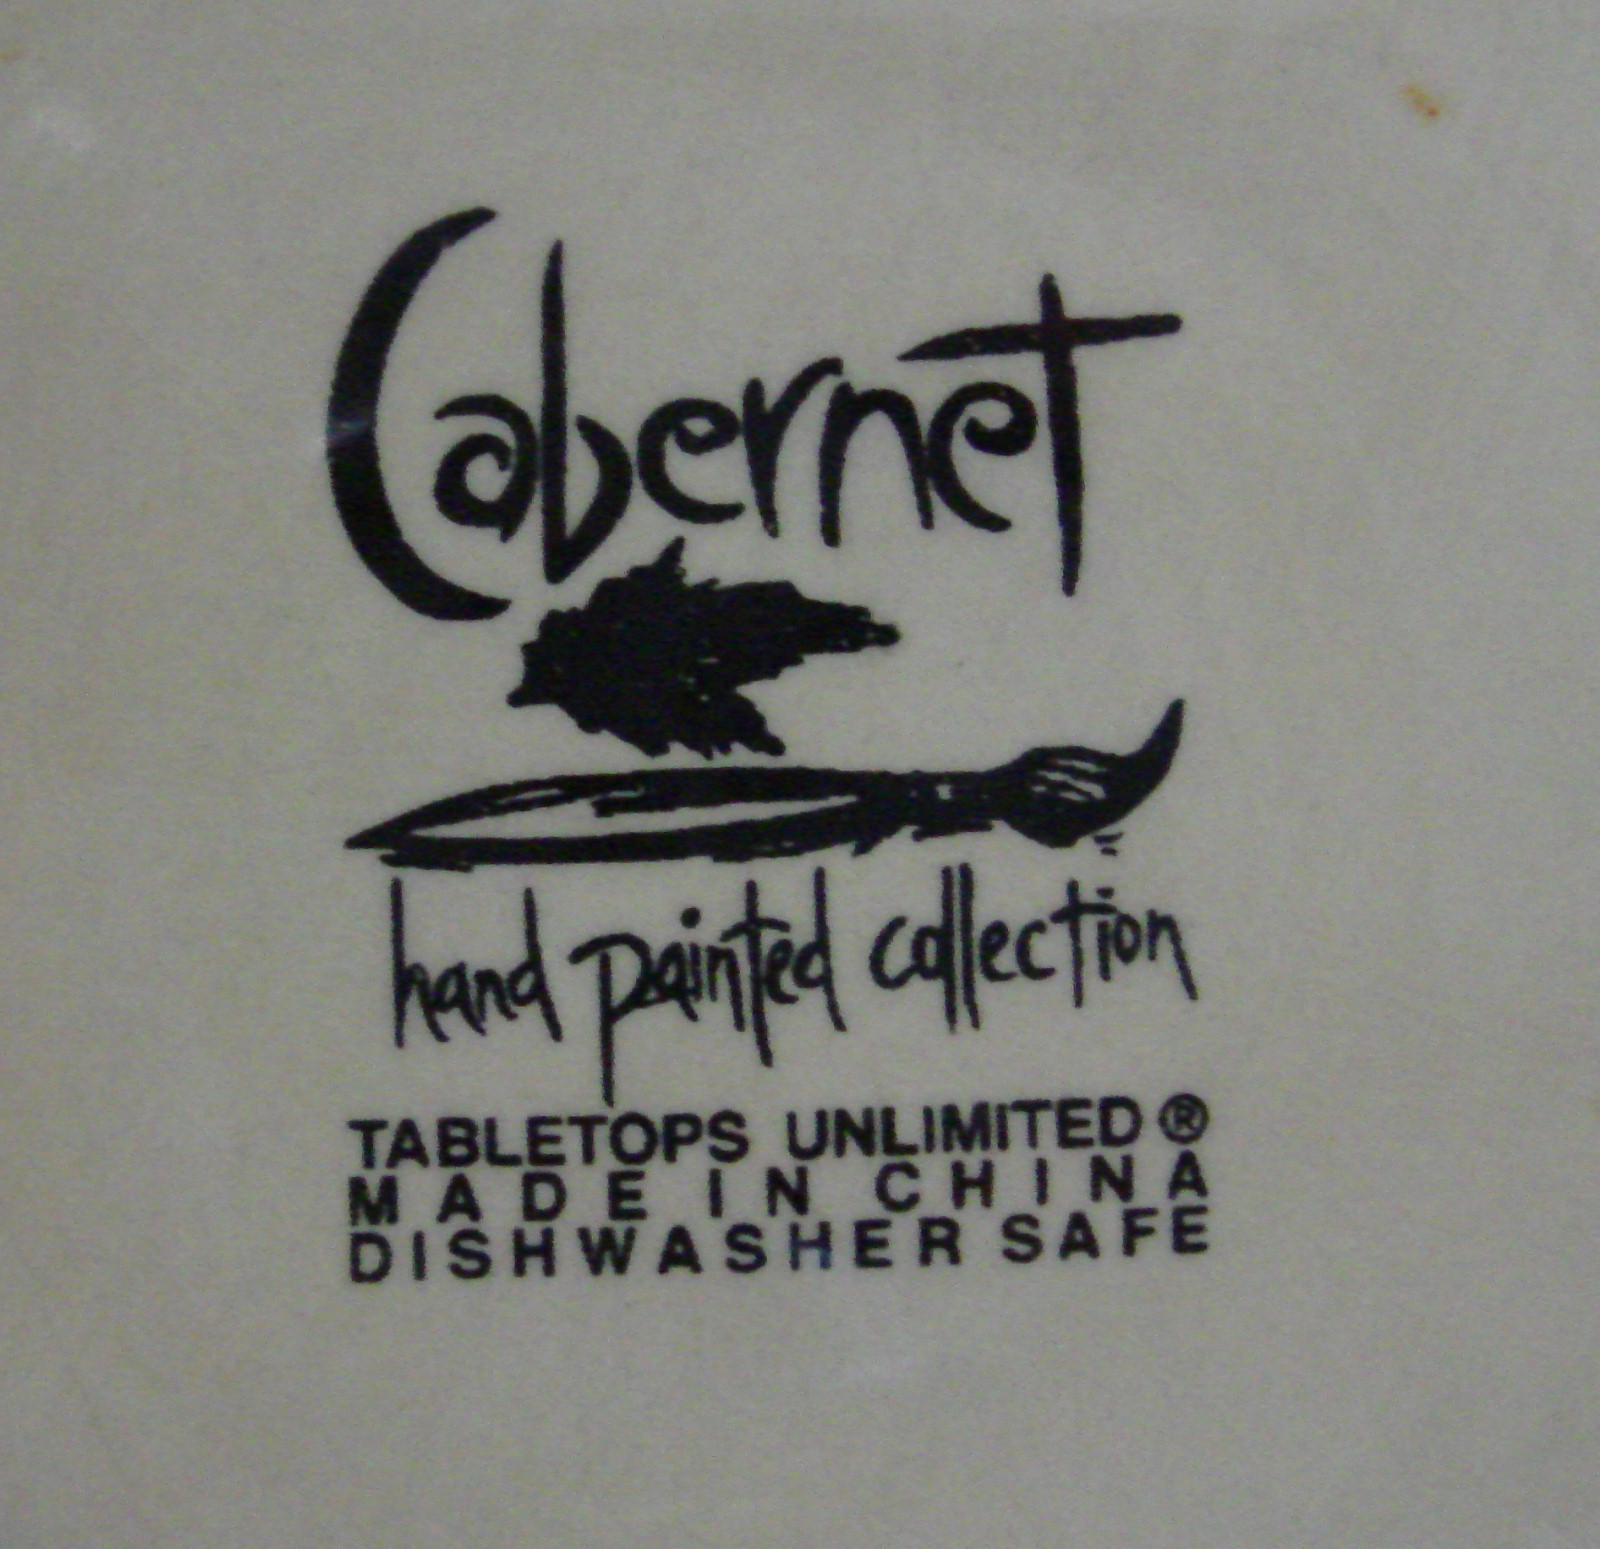 Cabernet
hand painted collection
TABLETOPS UNLIMITED ®
MADE IN CHINA
DISHWASHER SAFE